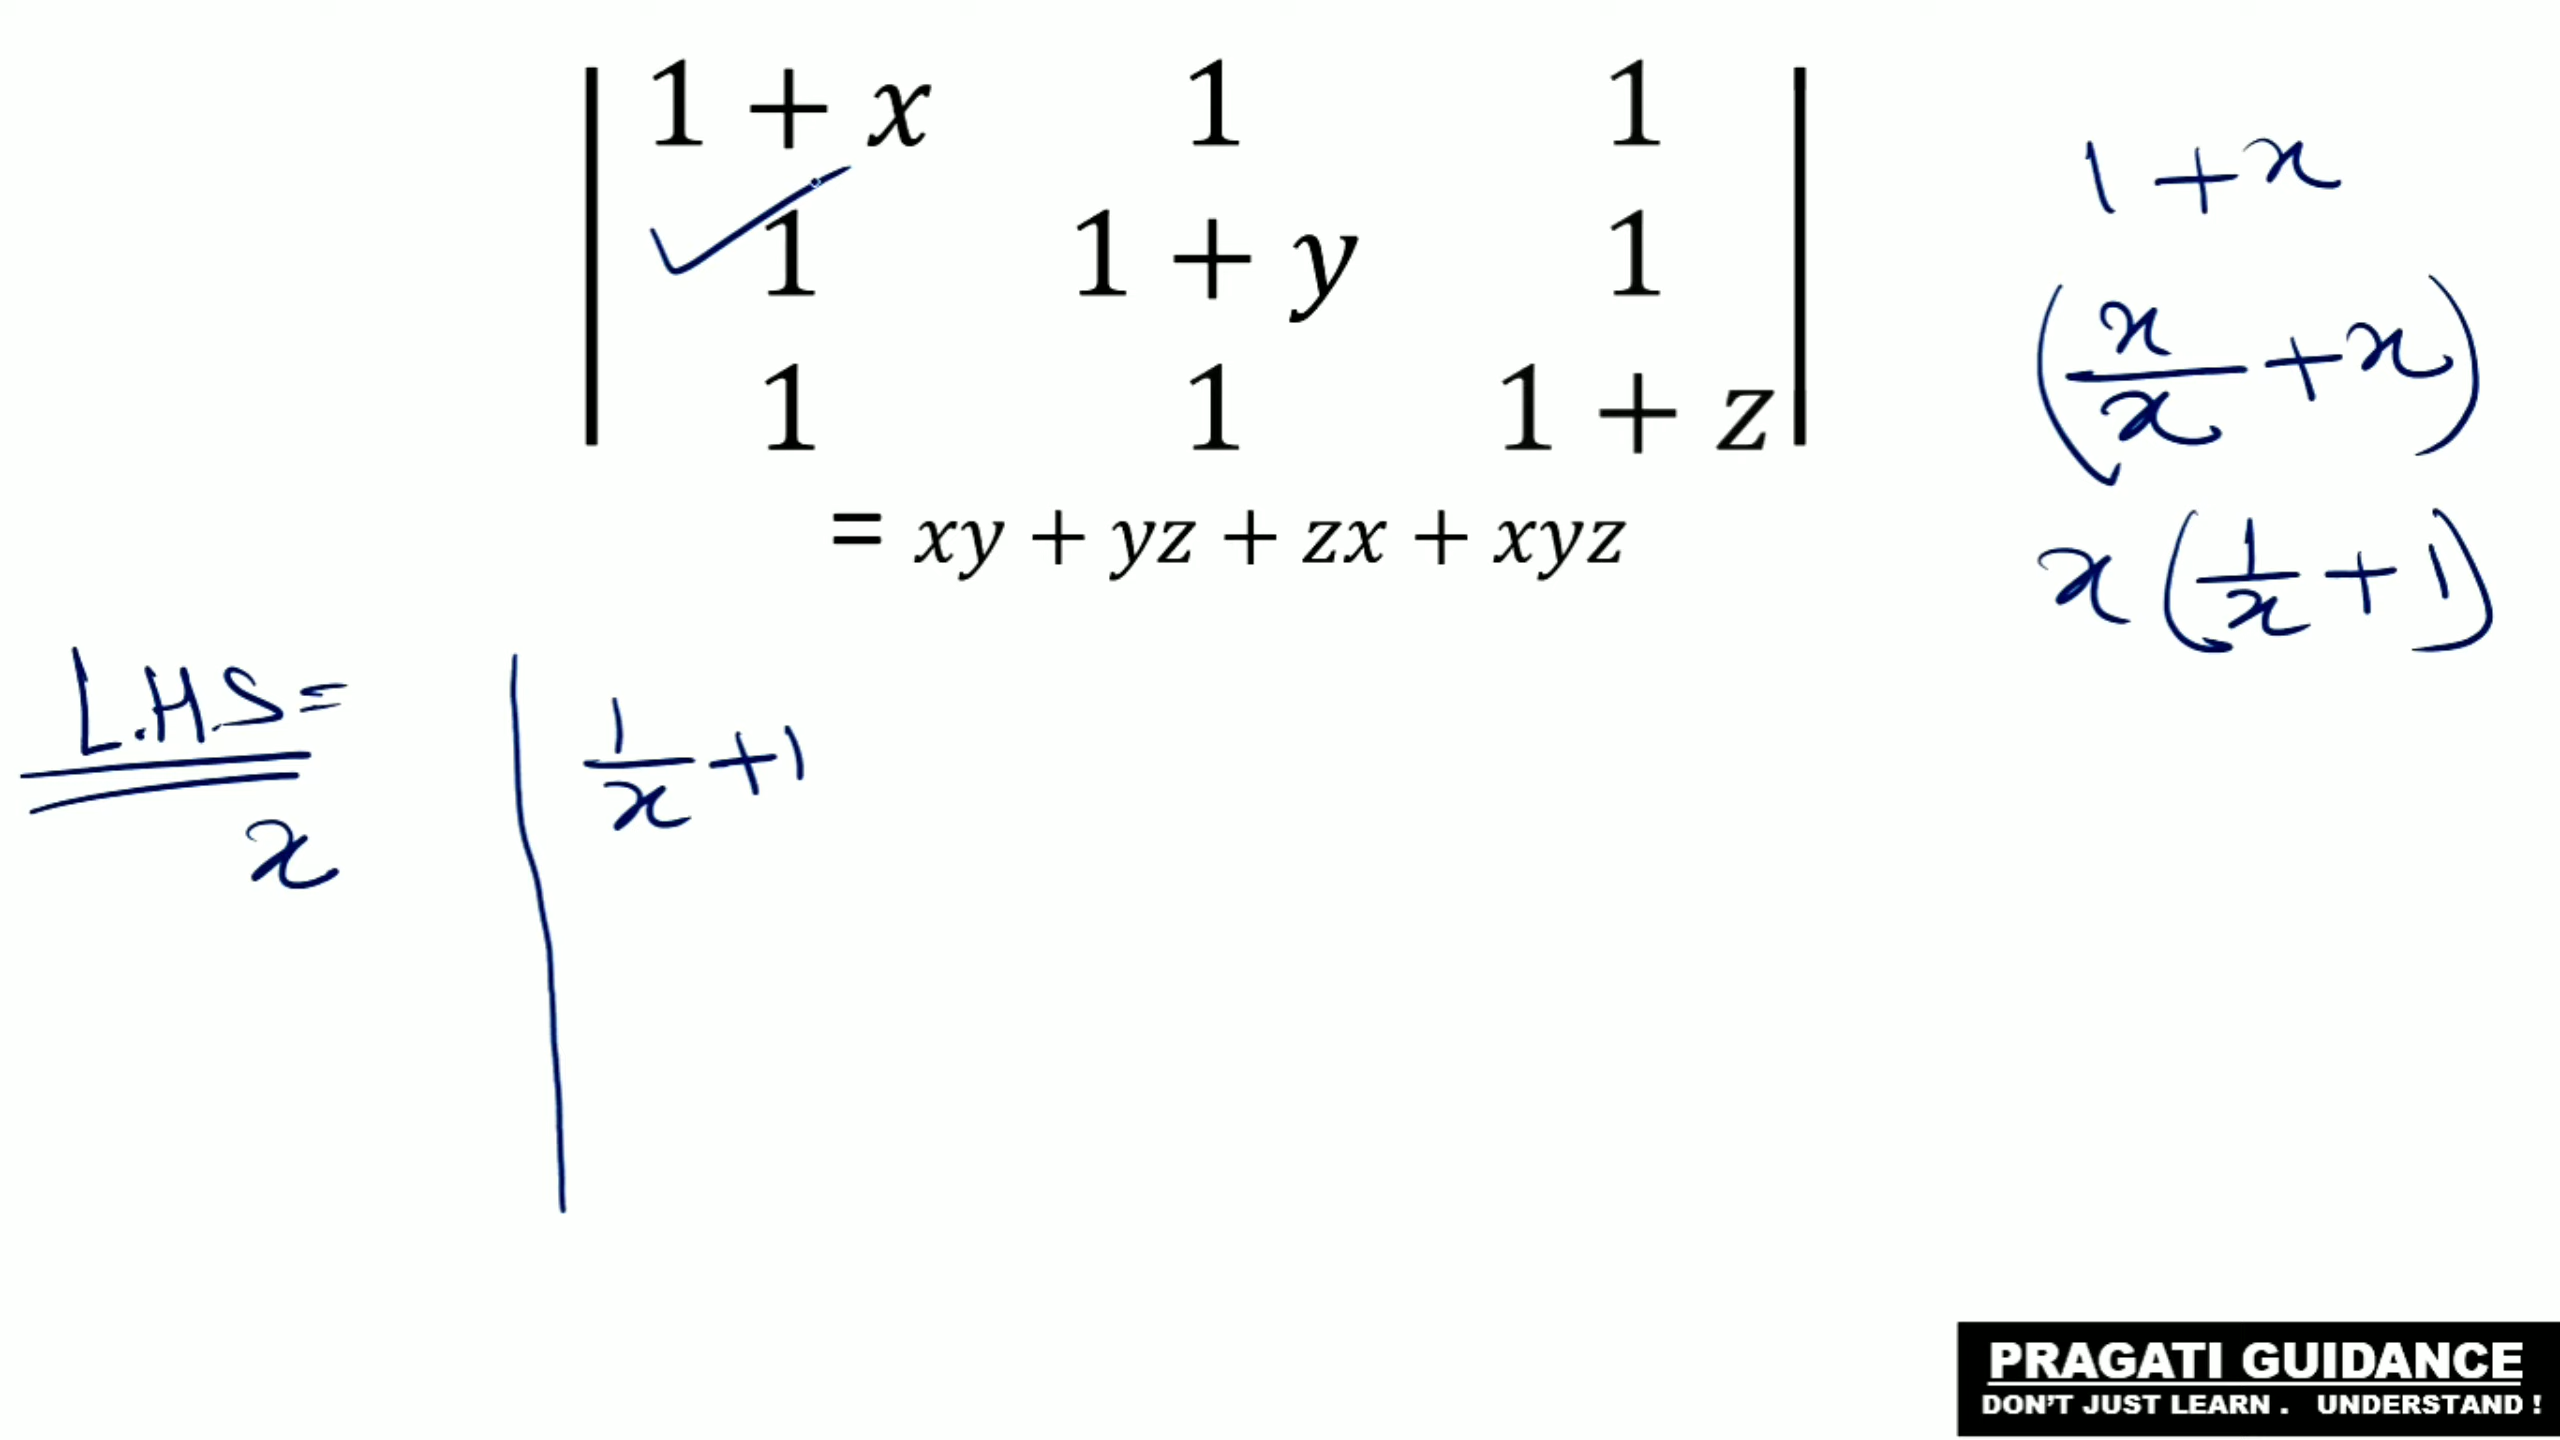 1 + x 1 1
1 1 + y 1
1 1 1 + z
= xy + yz + zx + xyz
1 + x
(x/x + x)
x(1/x + 1)
L.H.S =
x
1/x + 1
PRAGATI GUIDANCE
DON'T JUST LEARN . UNDERSTAND !